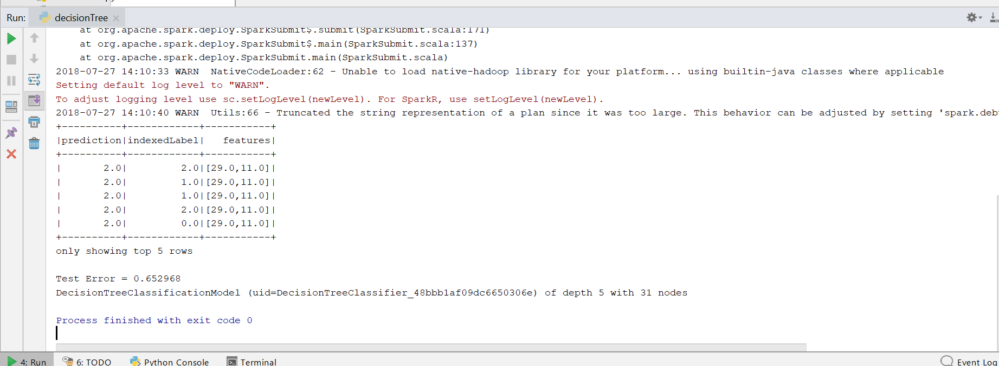 Run: decisionTree
at org.apache.spark.deploy.SparkSubmit$.submit(SparkSubmit.scala:171)
at org.apache.spark.deploy.SparkSubmit$.main(SparkSubmit.scala:137)
at org.apache.spark.deploy.SparkSubmit.main(SparkSubmit.scala)
2018-07-27 14:10:33 WARN  NativeCodeLoader:62 - Unable to load native-hadoop library for your platform... using builtin-java classes where applicable
Setting default log level to "WARN".
To adjust logging level use sc.setLogLevel(newLevel). For SparkR, use setLogLevel(newLevel).
2018-07-27 14:10:40 WARN  Utils:66 - Truncated the string representation of a plan since it was too large. This behavior can be adjusted by setting 'spark.deb
+----------+------------+-----------+
|prediction|indexedLabel|   features|
+----------+------------+-----------+
|       2.0|         2.0|[29.0,11.0]|
|       2.0|         1.0|[29.0,11.0]|
|       2.0|         1.0|[29.0,11.0]|
|       2.0|         2.0|[29.0,11.0]|
|       2.0|         0.0|[29.0,11.0]|
+----------+------------+-----------+
only showing top 5 rows
Test Error = 0.652968
DecisionTreeClassificationModel (uid=DecisionTreeClassifier_48bbb1af09dc6650306e) of depth 5 with 31 nodes
Process finished with exit code 0
4: Run 6: TODO Python Console Terminal Event Log